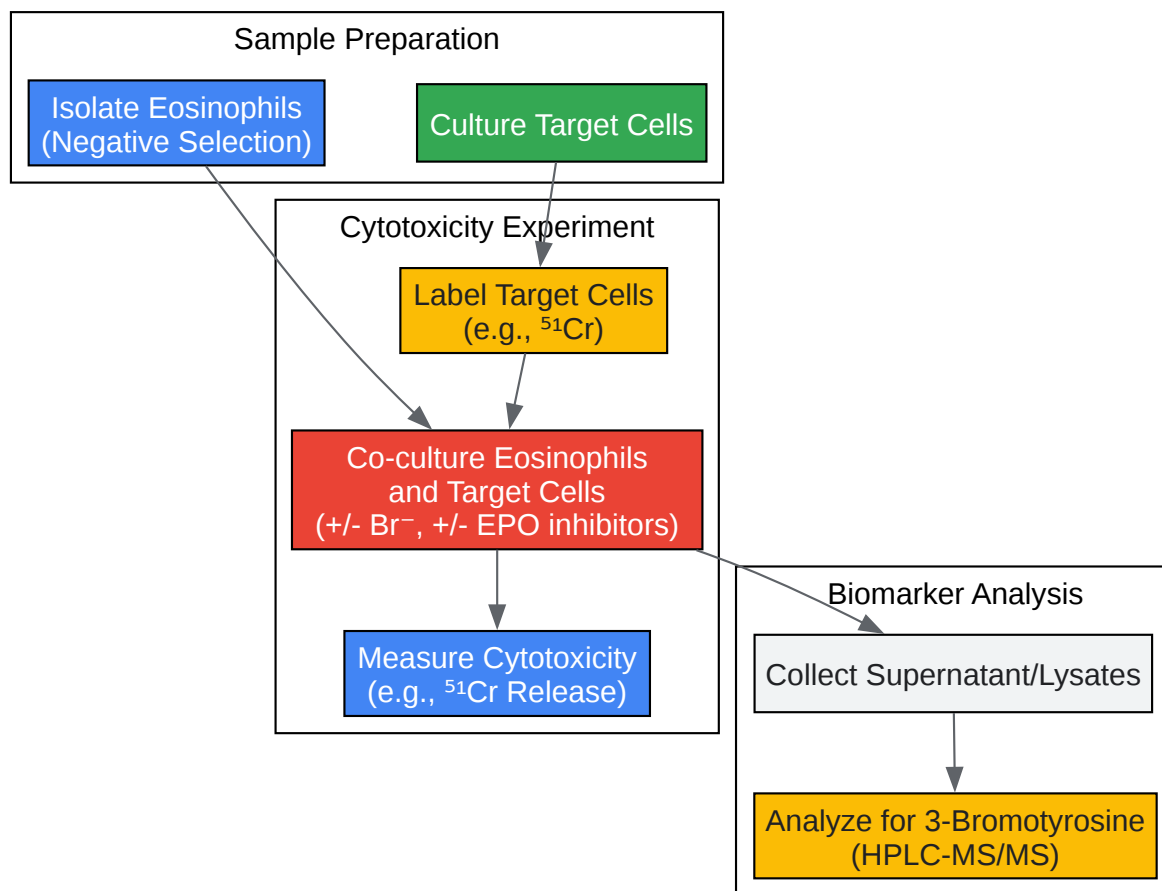 Sample Preparation
Isolate Eosinophils
(Negative Selection)
Culture Target Cells
Cytotoxicity Experiment
Label Target Cells
(e.g., ⁵¹Cr)
Co-culture Eosinophils
and Target Cells
(+/- Br⁻, +/- EPO inhibitors)
Measure Cytotoxicity
(e.g., ⁵¹Cr Release)
Biomarker Analysis
Collect Supernatant/Lysates
Analyze for 3-Bromotyrosine
(HPLC-MS/MS)